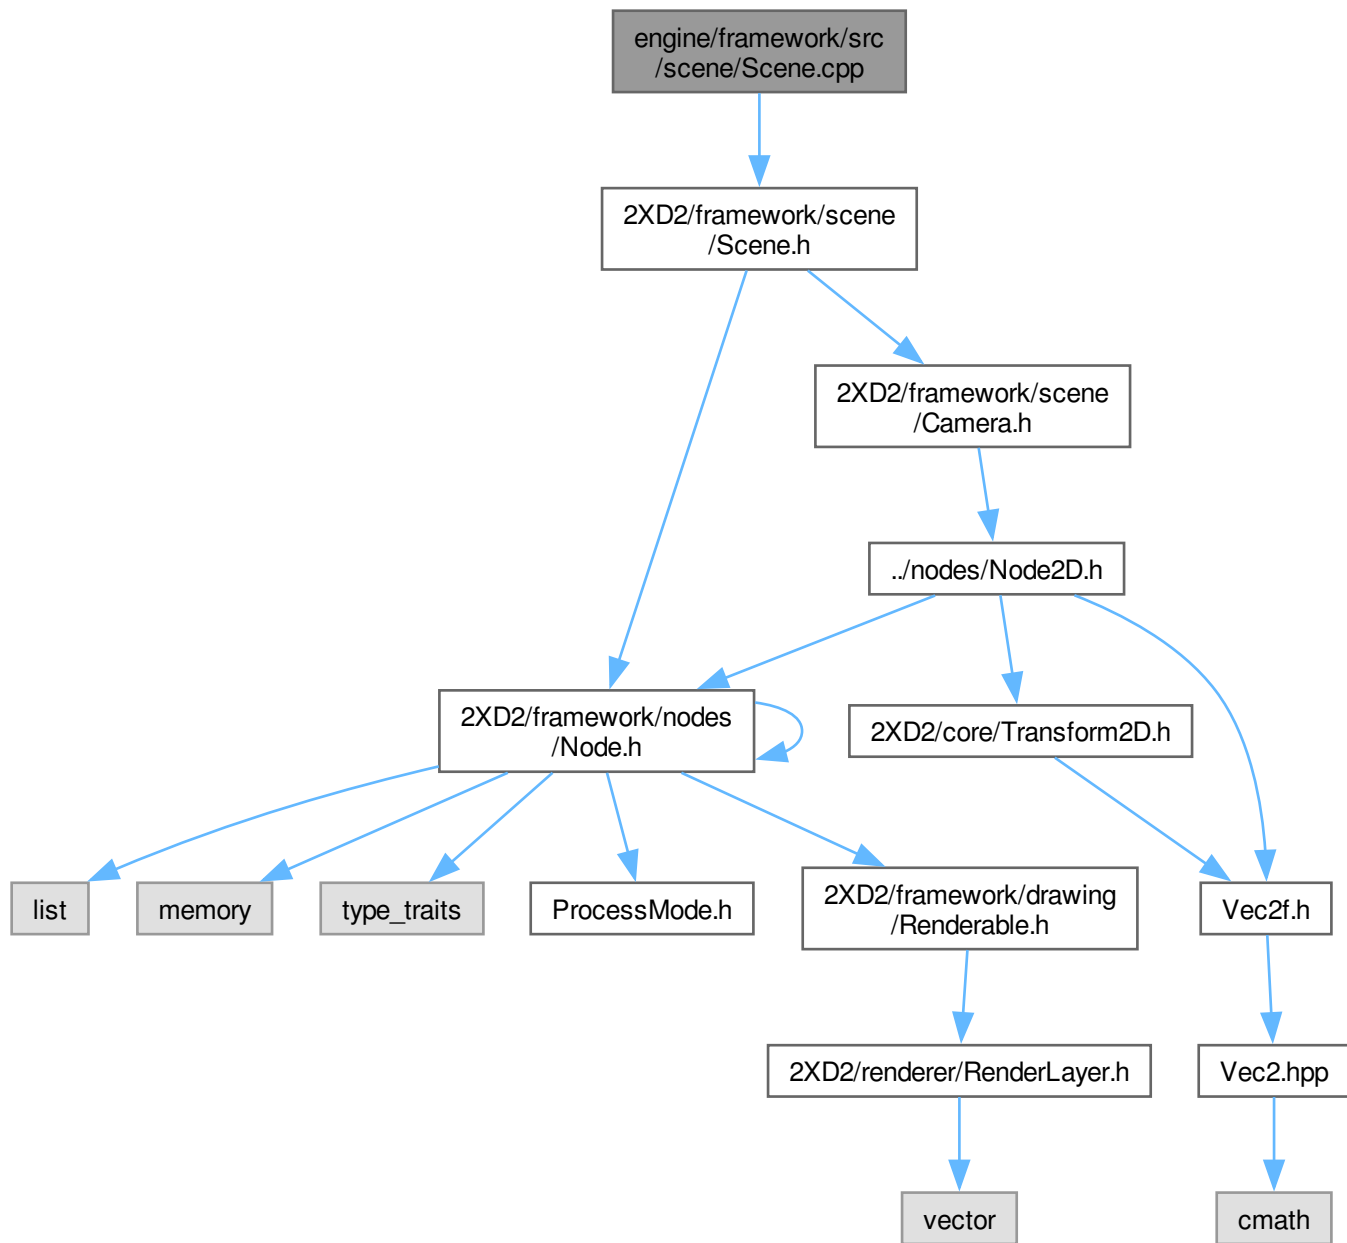 engine/framework/src
/scene/Scene.cpp
2XD2/framework/scene
/Scene.h
2XD2/framework/scene
/Camera.h
../nodes/Node2D.h
2XD2/framework/nodes
/Node.h
2XD2/core/Transform2D.h
list
memory
type_traits
ProcessMode.h
2XD2/framework/drawing
/Renderable.h
Vec2f.h
2XD2/renderer/RenderLayer.h
Vec2.hpp
vector
cmath